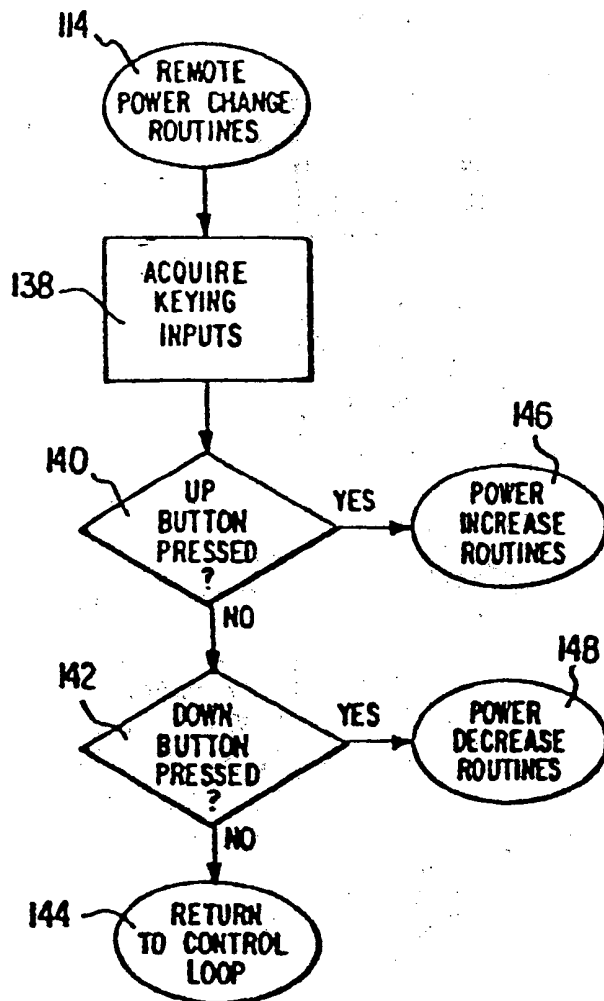 114
REMOTE
POWER CHANGE
ROUTINES
138
ACQUIRE
KEYING
INPUTS
140
UP
BUTTON
PRESSED
?
YES
146
POWER
INCREASE
ROUTINES
NO
142
DOWN
BUTTON
PRESSED
?
YES
148
POWER
DECREASE
ROUTINES
NO
144
RETURN
TO CONTROL
LOOP